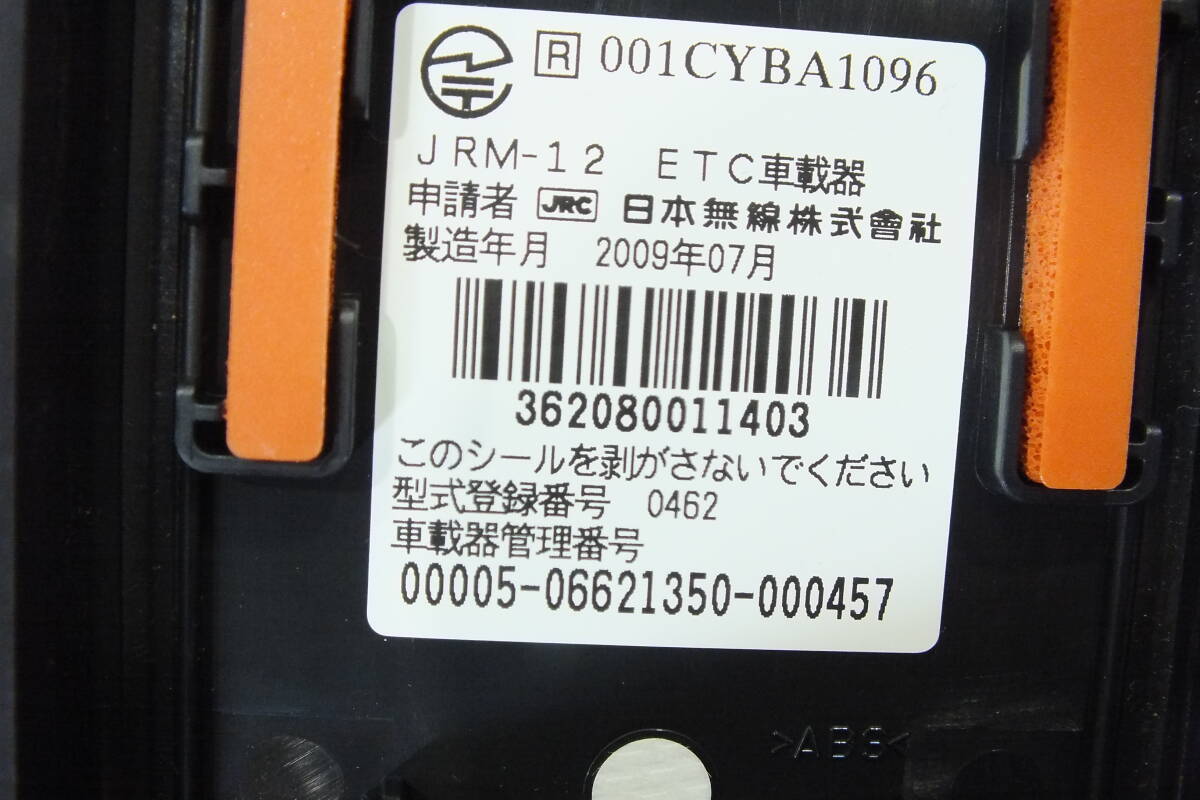 R 001CYBA1096
JRM-12 ETC車載器
申請者 JRC 日本無線株式會社
製造年月 2009年07月
362080011403
このシールを剥がさないでください
型式登録番号 0462
車載器管理番号
00005-06621350-000457
>ABS<